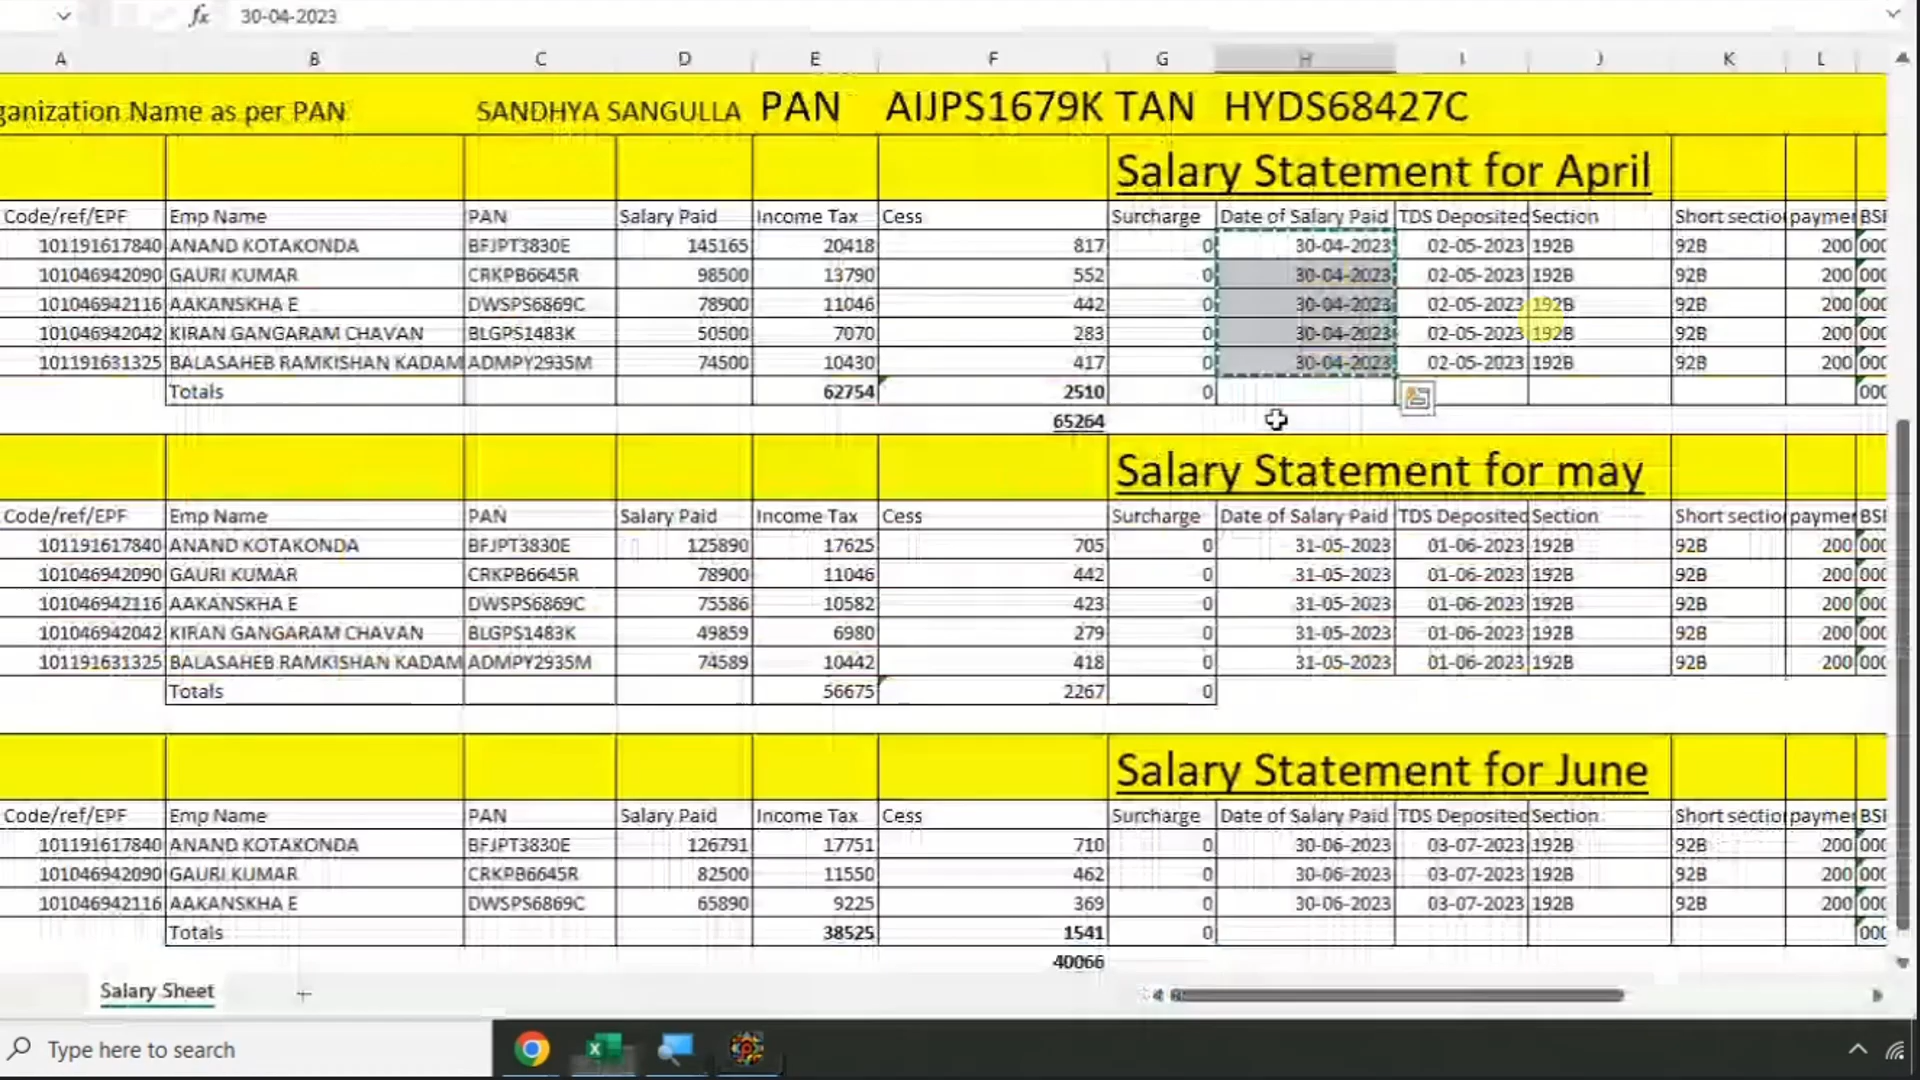 fx 30-04-2023
A B C D E F G H I J K L
ganization Name as per PAN SANDHYA SANGULLA PAN AIJPS1679K TAN HYDS68427C
Salary Statement for April
Code/ref/EPF Emp Name PAN Salary Paid Income Tax Cess Surcharge Date of Salary Paid TDS Deposited Section Short sectio paymer BSI
101191617840 ANAND KOTAKONDA BFJPT3830E 145165 20418 817 0 30-04-2023 02-05-2023 192B 92B 200 000
101046942090 GAURI KUMAR CRKPB6645R 98500 13790 552 0 30-04-2023 02-05-2023 192B 92B 200 000
101046942116 AAKANSKHA E DWSPS6869C 78900 11046 442 0 30-04-2023 02-05-2023 192B 92B 200 000
101046942042 KIRAN GANGARAM CHAVAN BLGPS1483K 50500 7070 283 0 30-04-2023 02-05-2023 192B 92B 200 000
101191631325 BALASAHEB RAMKISHAN KADAM ADMPY2935M 74500 10430 417 0 30-04-2023 02-05-2023 192B 92B 200 000
Totals 62754 2510 0 000
65264
Salary Statement for may
Code/ref/EPF Emp Name PAN Salary Paid Income Tax Cess Surcharge Date of Salary Paid TDS Deposited Section Short sectio paymer BSI
101191617840 ANAND KOTAKONDA BFJPT3830E 125890 17625 705 0 31-05-2023 01-06-2023 192B 92B 200 000
101046942090 GAURI KUMAR CRKPB6645R 78900 11046 442 0 31-05-2023 01-06-2023 192B 92B 200 000
101046942116 AAKANSKHA E DWSPS6869C 75586 10582 423 0 31-05-2023 01-06-2023 192B 92B 200 000
101046942042 KIRAN GANGARAM CHAVAN BLGPS1483K 49859 6980 279 0 31-05-2023 01-06-2023 192B 92B 200 000
101191631325 BALASAHEB RAMKISHAN KADAM ADMPY2935M 74589 10442 418 0 31-05-2023 01-06-2023 192B 92B 200 000
Totals 56675 2267 0
Salary Statement for June
Code/ref/EPF Emp Name PAN Salary Paid Income Tax Cess Surcharge Date of Salary Paid TDS Deposited Section Short sectio paymer BSI
101191617840 ANAND KOTAKONDA BFJPT3830E 126791 17751 710 0 30-06-2023 03-07-2023 192B 92B 200 000
101046942090 GAURI KUMAR CRKPB6645R 82500 11550 462 0 30-06-2023 03-07-2023 192B 92B 200 000
101046942116 AAKANSKHA E DWSPS6869C 65890 9225 369 0 30-06-2023 03-07-2023 192B 92B 200 000
Totals 38525 1541 0 000
40066
Salary Sheet
Type here to search